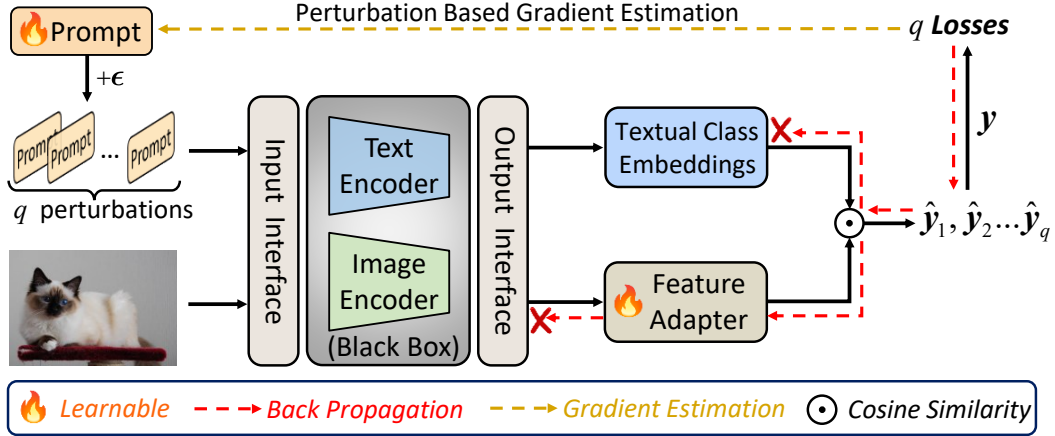 Perturbation Based Gradient Estimation
Prompt
q Losses
+ϵ
y
Prompt Prompt ... Prompt
q perturbations
Input Interface
Text
Encoder
Image
Encoder
(Black Box)
Output Interface
Textual Class
Embeddings
Feature
Adapter
ŷ₁, ŷ₂...ŷq
Learnable Back Propagation Gradient Estimation Cosine Similarity